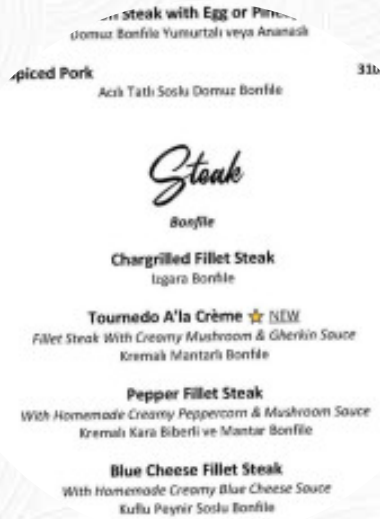 Steak with Egg or
Domuz Bonfile Yumurtalı veya Ananaslı
piced Pork
Acılı Tatlı Soslu Domuz Bonfile
Steak
Bonfile
Chargrilled Fillet Steak
Izgara Bonfile
Tournedo A'la Crème ⭐ NEW
Fillet Steak With Creamy Mushroom & Gherkin Sauce
Kremalı Mantarlı Bonfile
Pepper Fillet Steak
With Homemade Creamy Peppercorn & Mushroom Sauce
Kremalı Kara Biberli ve Mantar Bonfile
Blue Cheese Fillet Steak
With Homemade Creamy Blue Cheese Sauce
Kuflu Peynir Soslu Bonfile